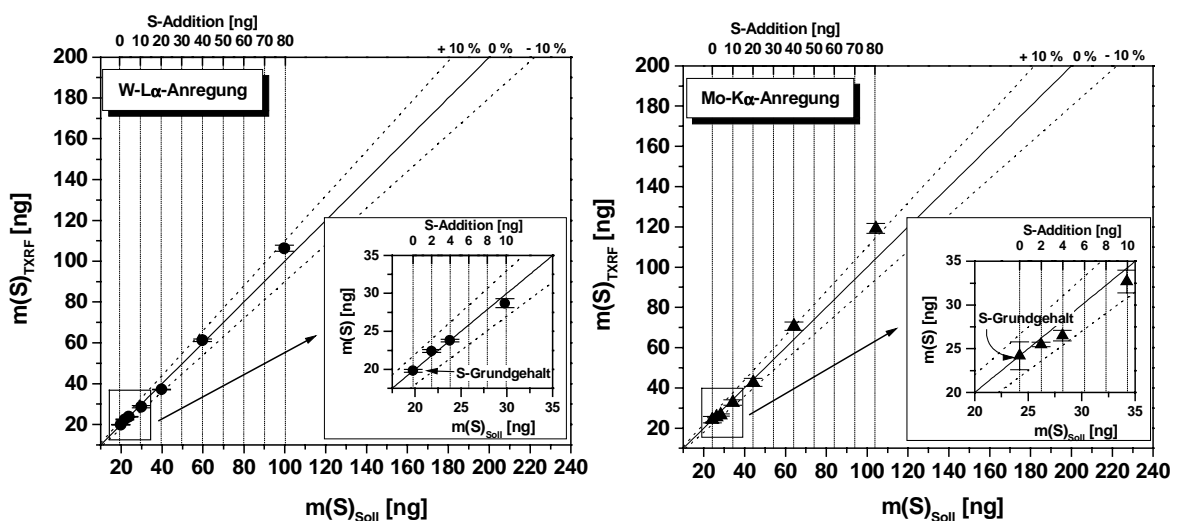 S-Addition [ng]
0 10 20 30 40 50 60 70 80
+ 10 % 0 % - 10 %
W-Lα-Anregung
m(S)TXRF [ng]
200
180
160
140
120
100
80
60
40
20
20 40 60 80 100 120 140 160 180 200 220 240
m(S)Soll [ng]
S-Addition [ng]
0 2 4 6 8 10
m(S) [ng]
35
30
25
20
S-Grundgehalt
20 25 30 35
m(S)Soll [ng]
S-Addition [ng]
0 10 20 30 40 50 60 70 80
+ 10 % 0 % - 10 %
Mo-Kα-Anregung
m(S)TXRF [ng]
200
180
160
140
120
100
80
60
40
20
20 40 60 80 100 120 140 160 180 200 220 240
m(S)Soll [ng]
S-Addition [ng]
0 2 4 6 8 10
m(S) [ng]
35
30
25
20
S-Grundgehalt
20 25 30 35
m(S)Soll [ng]